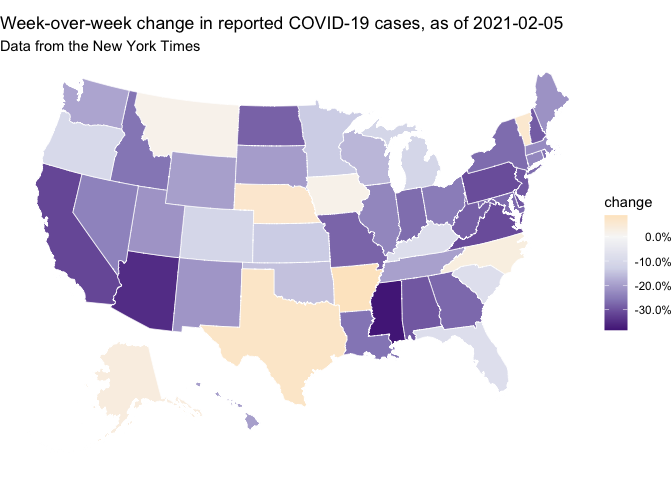 Week-over-week change in reported COVID-19 cases, as of 2021-02-05
Data from the New York Times
change
0.0%
-10.0%
-20.0%
-30.0%